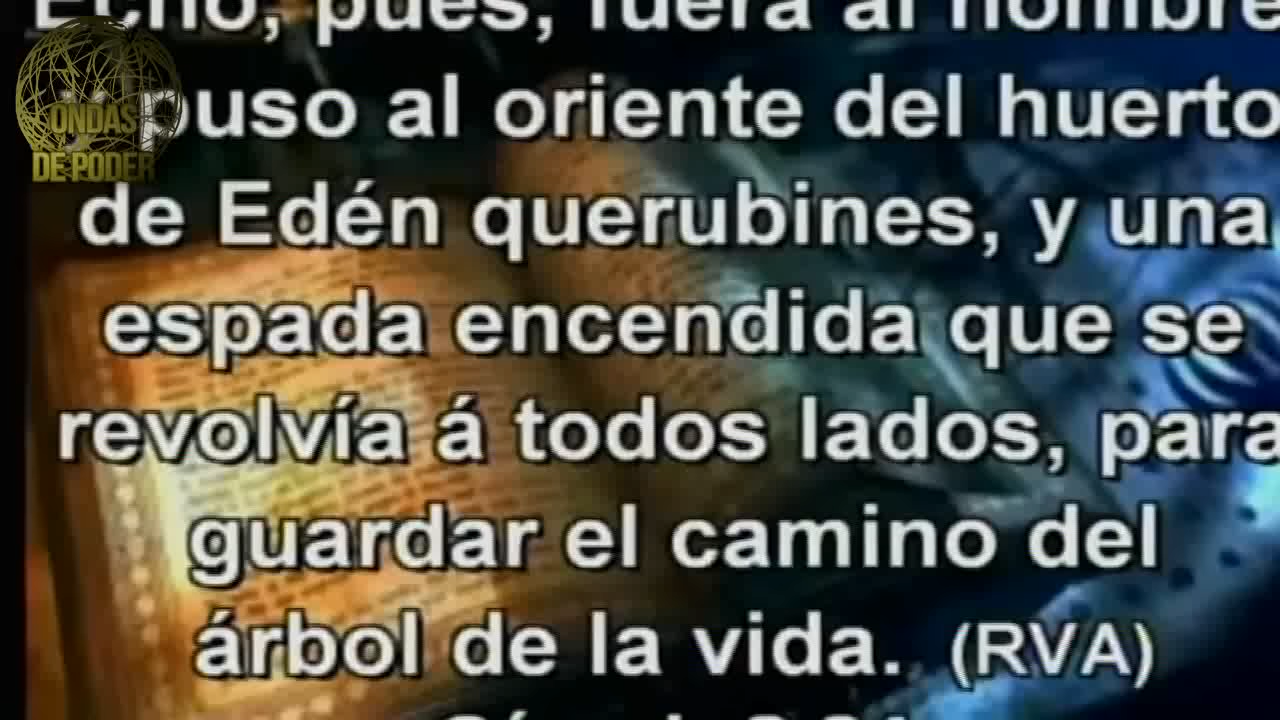 Echó, pues, fuera al hombre,
y puso al oriente del huerto
de Edén querubines, y una
espada encendida que se
revolvía á todos lados, para
guardar el camino del
árbol de la vida. (RVA)
ONDAS
DE PODER